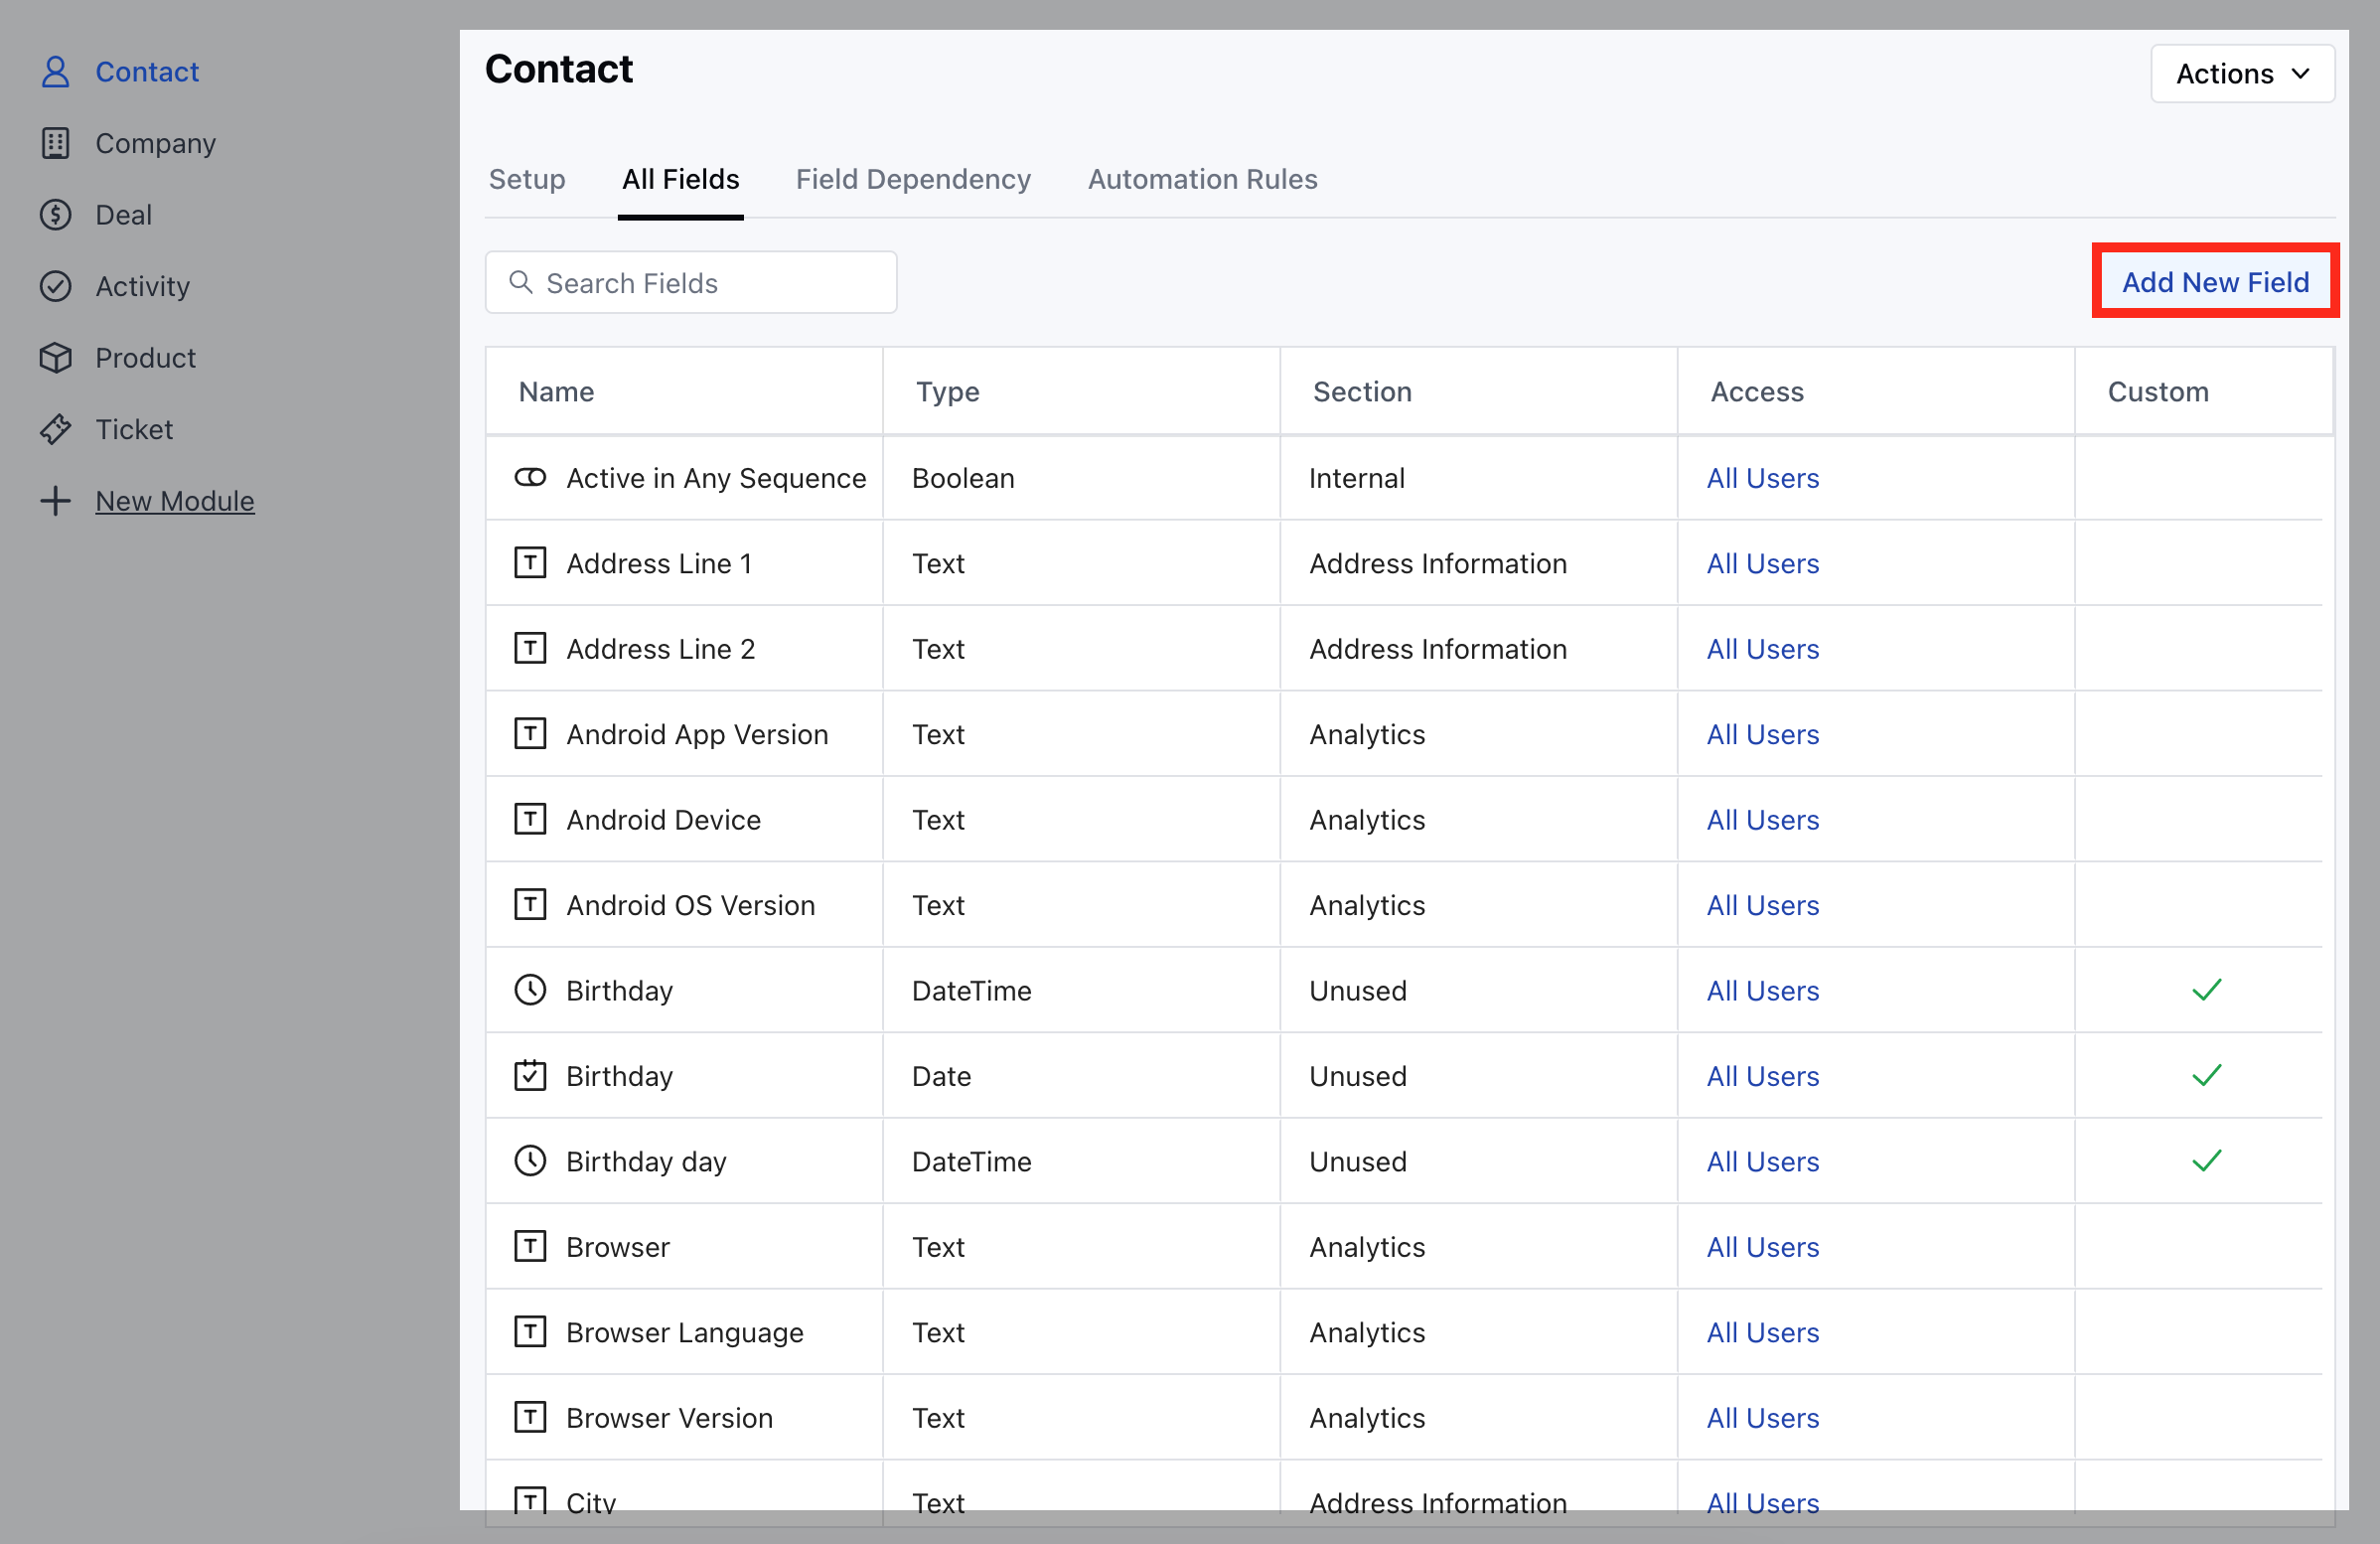 Contact
Company
Deal
Activity
Product
Ticket
New Module
Contact
Actions
Setup All Fields Field Dependency Automation Rules
Search Fields
Add New Field
Name Type Section Access Custom
Active in Any Sequence Boolean Internal All Users
Address Line 1 Text Address Information All Users
Address Line 2 Text Address Information All Users
Android App Version Text Analytics All Users
Android Device Text Analytics All Users
Android OS Version Text Analytics All Users
Birthday DateTime Unused All Users
Birthday Date Unused All Users
Birthday day DateTime Unused All Users
Browser Text Analytics All Users
Browser Language Text Analytics All Users
Browser Version Text Analytics All Users
City Text Address Information All Users